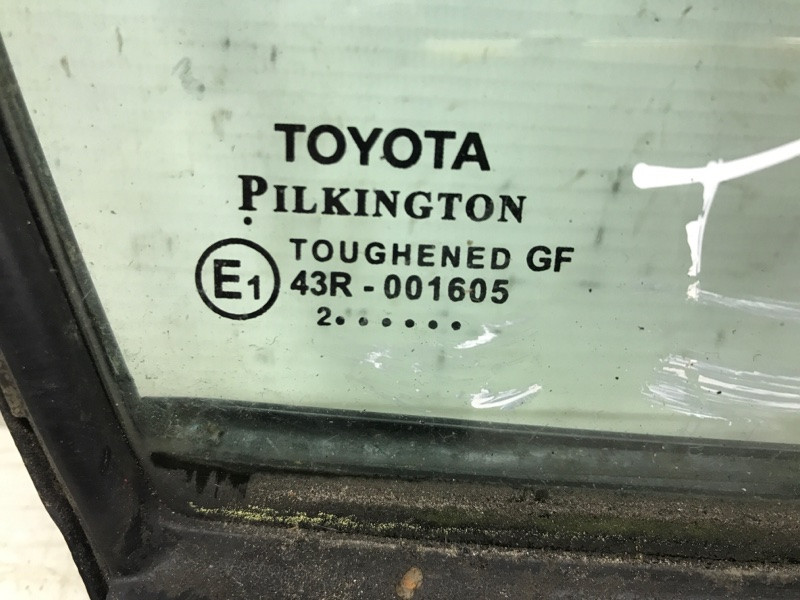 TOYOTA
PILKINGTON
TOUGHENED GF
E1 43R - 001605
2••••••